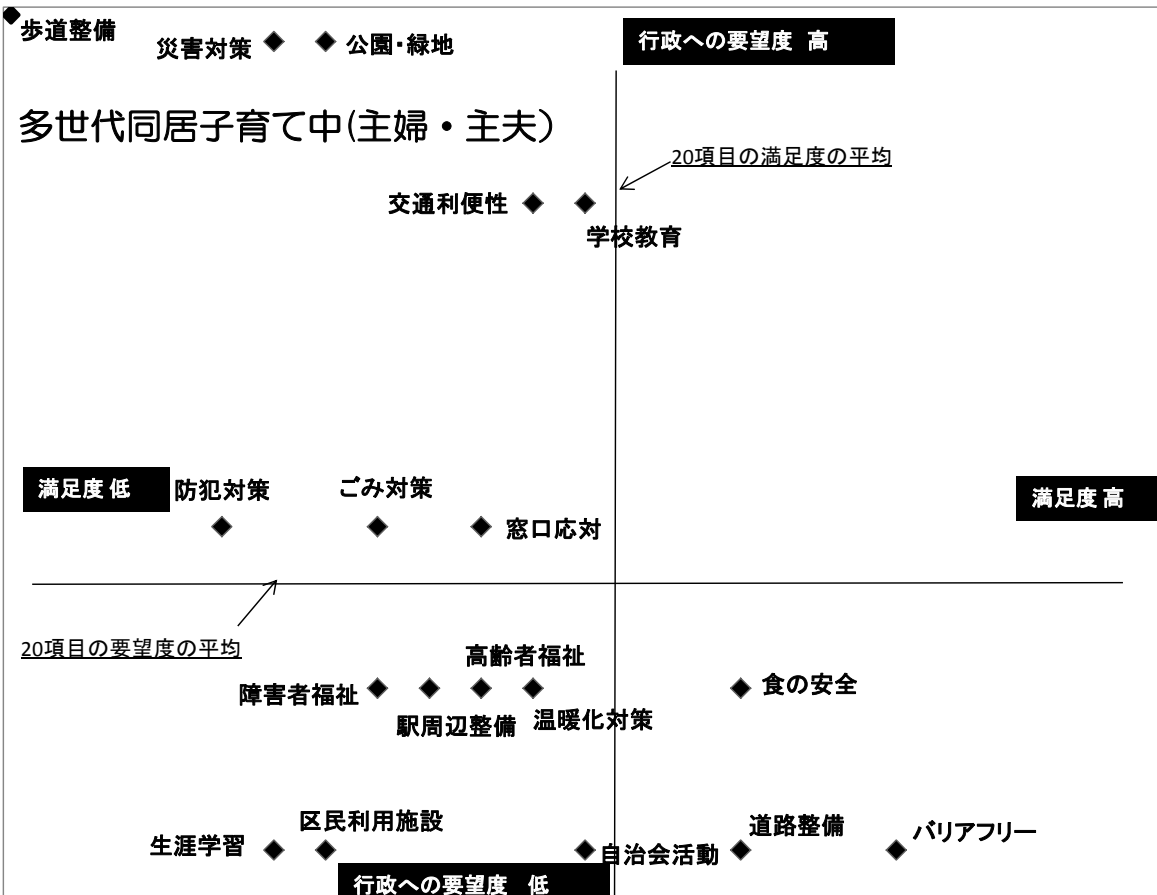 歩道整備
災害対策
公園･緑地
行政への要望度 高
多世代同居子育て中(主婦・主夫)
20項目の満足度の平均
交通利便性
学校教育
満足度 低
防犯対策
ごみ対策
満足度 高
窓口応対
20項目の要望度の平均
高齢者福祉
障害者福祉
食の安全
駅周辺整備
温暖化対策
区民利用施設
道路整備
バリアフリー
生涯学習
自治会活動
行政への要望度 低